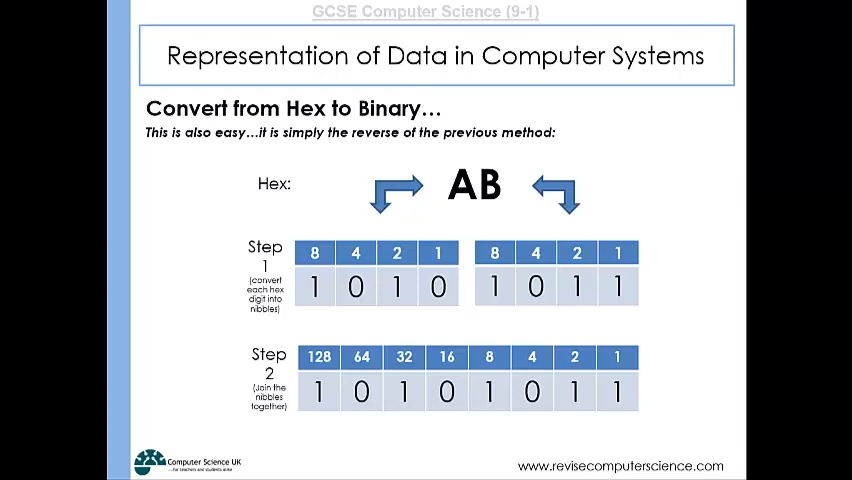 GCSE Computer Science (9-1)
Representation of Data in Computer Systems
Convert from Hex to Binary...
This is also easy...it is simply the reverse of the previous method:
Hex: AB
Step
1
(convert
each hex
digit into
nibbles)
8 4 2 1 8 4 2 1
1 0 1 0 1 0 1 1
Step
2
(Join the
nibbles
together)
128 64 32 16 8 4 2 1
1 0 1 0 1 0 1 1
Computer Science UK
...for teachers and students alike
www.revisecomputerscience.com